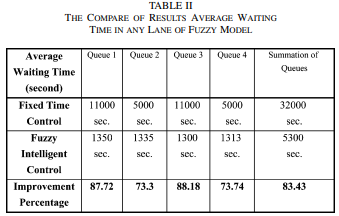 TABLE II
THE COMPARE OF RESULTS AVERAGE WAITING
TIME IN ANY LANE OF FUZZY MODEL
Average Waiting Time (second) Queue 1 Queue 2 Queue 3 Queue 4 Summation of Queues
Fixed Time Control 11000 sec. 5000 sec. 11000 sec. 5000 sec. 32000 sec.
Fuzzy Intelligent Control 1350 sec. 1335 sec. 1300 sec. 1313 sec. 5300 sec.
Improvement Percentage 87.72 73.3 88.18 73.74 83.43